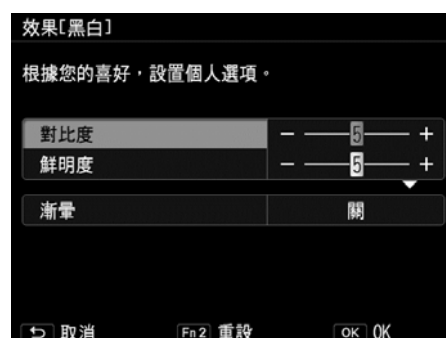 效果[黑白]
根據您的喜好，設置個人選項。
對比度 － 5 ＋
鮮明度 － 5 ＋
漸暈 關
取消 Fn2 重設 OK OK